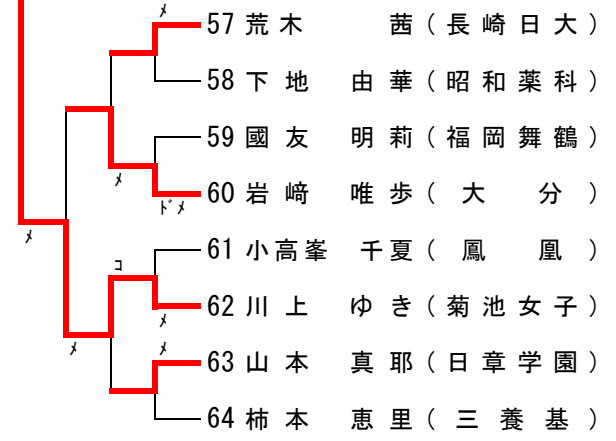 ﾒ
57 荒木 茜（長崎日大）
58 下地 由華（昭和薬科）
59 國友 明莉（福岡舞鶴）
ﾒ
60 岩﨑 唯歩（大分）
ﾄﾞﾒ
ﾒ
61 小高峯 千夏（鳳凰）
ｺ
62 川上 ゆき（菊池女子）
ﾒ
ﾒ
ﾒ
63 山本 真耶（日章学園）
64 柿本 恵里（三養基）